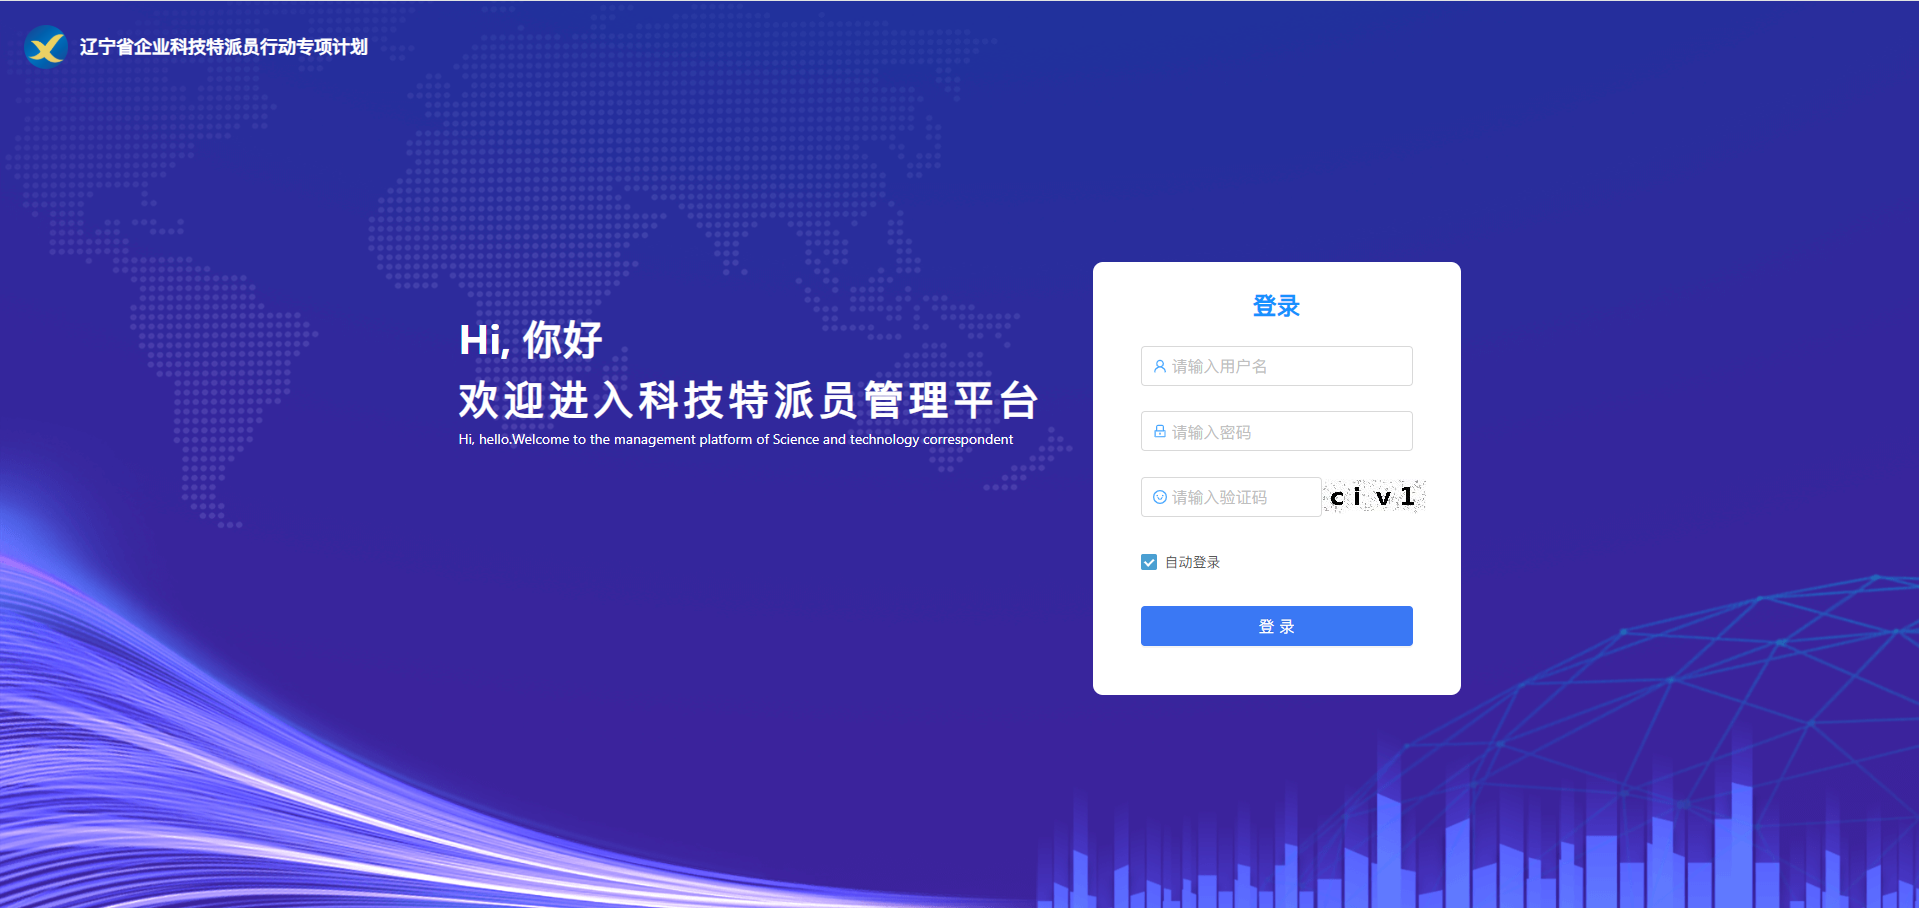 辽宁省企业科技特派员行动专项计划
Hi, 你好
欢迎进入科技特派员管理平台
Hi, hello.Welcome to the management platform of Science and technology correspondent
登录
请输入用户名
请输入密码
请输入验证码
civ1
自动登录
登 录